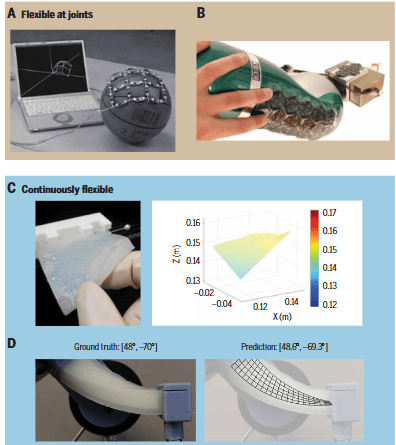 A Flexible at joints
B
C Continuously flexible
0.16
0.15
0.14
0.13
Z (m)
-0.02
-0.04
0.12
0.14
X (m)
0.17
0.16
0.15
0.14
0.13
0.12
D
Ground truth: [48°, -70°]
Prediction: [48.6°, -69.3°]